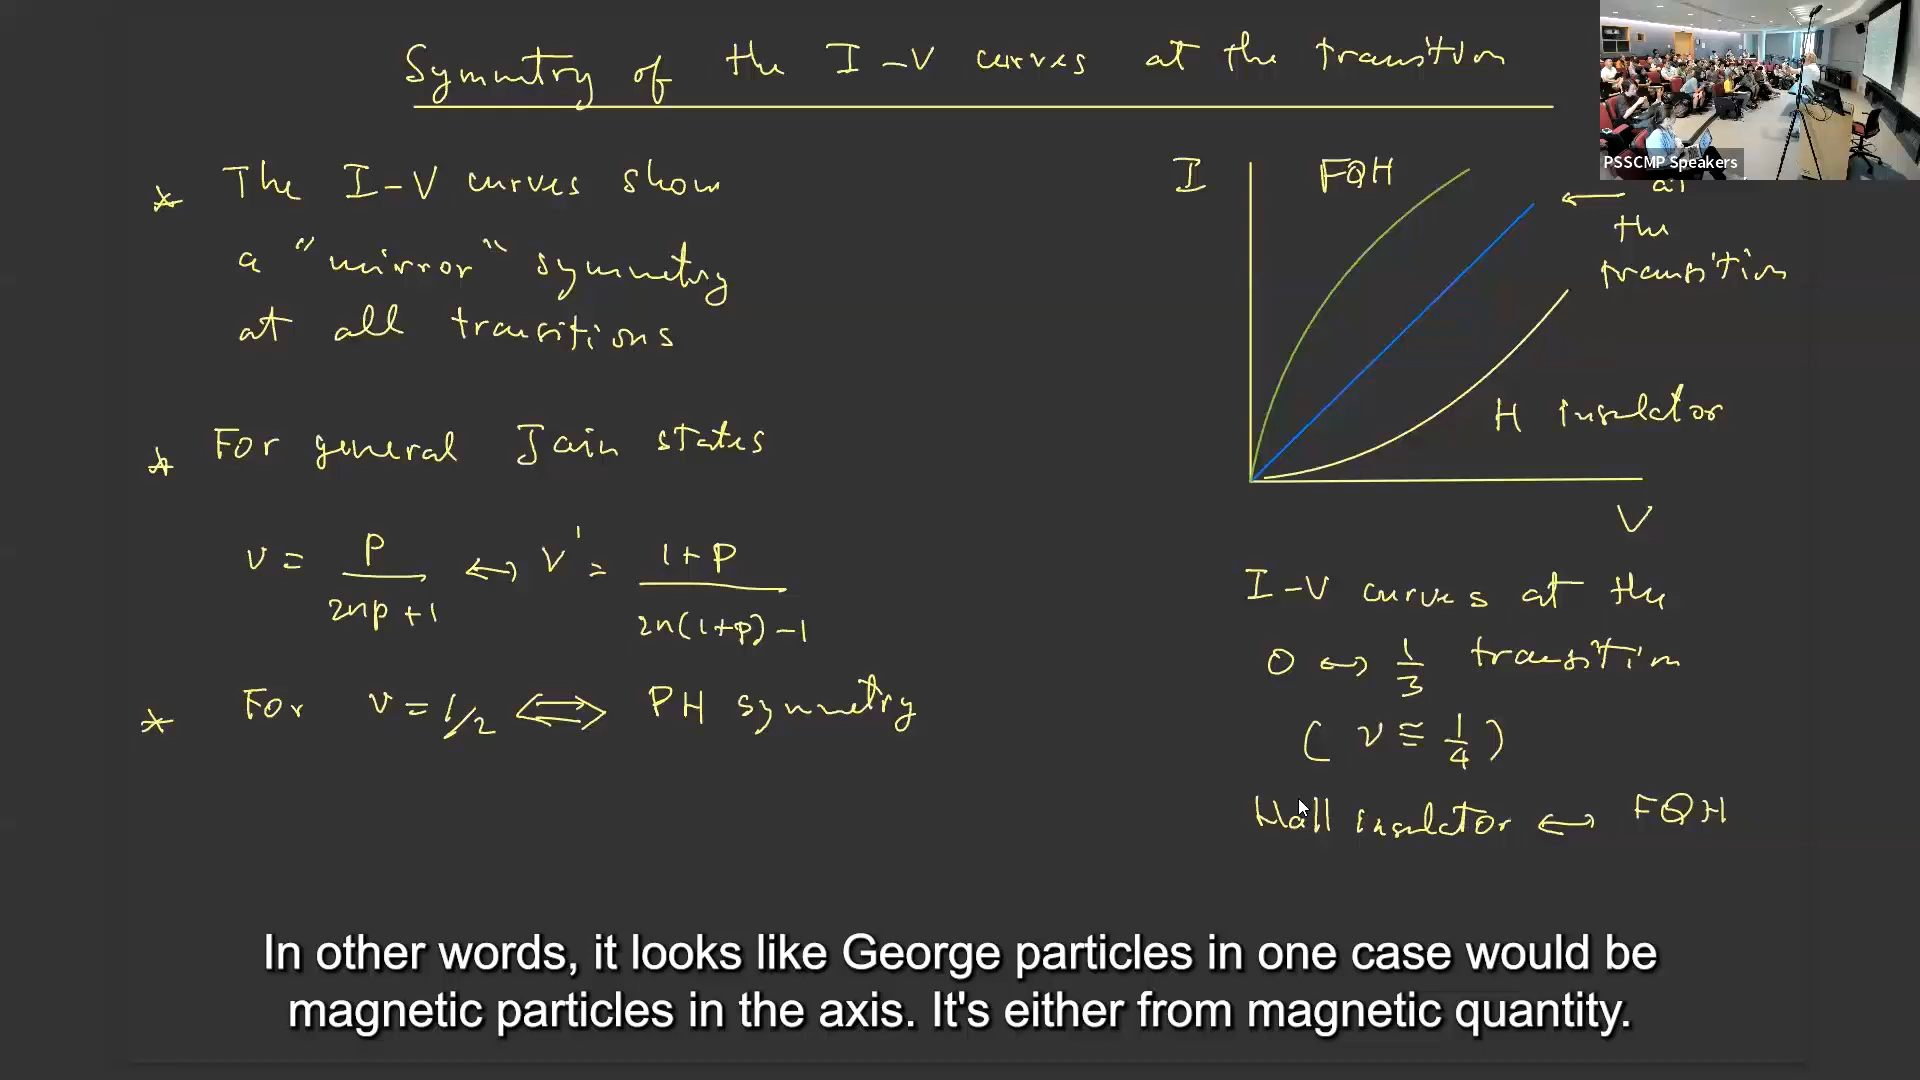 Symmetry of the I-V curves at the transition
* The I-V curves show
a "mirror" symmetry
at all transitions
* For general Jain states
ν = p / (2np + 1) ↔ ν' = (1 + p) / (2n(1+p) - 1)
* For ν = 1/2 ⟺ PH symmetry
PSSCMP Speakers
I
FQH
← at
the
transition
H insulator
V
I-V curves at the
0 ↔ 1/3 transition
( ν ≅ 1/4 )
Hall insulator ↔ FQH
In other words, it looks like George particles in one case would be
magnetic particles in the axis. It's either from magnetic quantity.